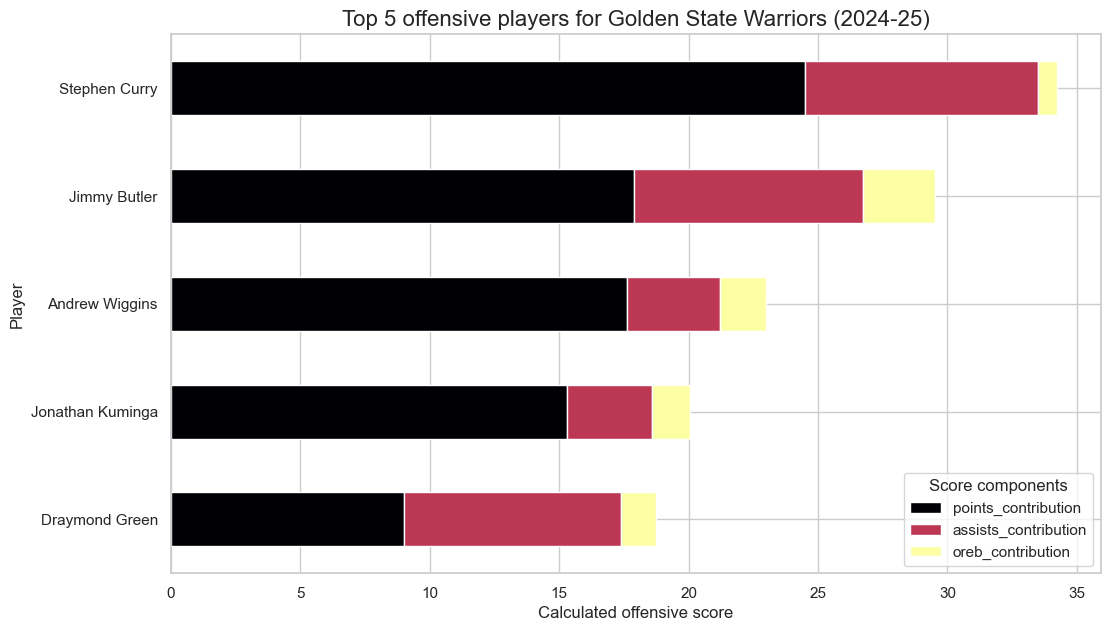 Top 5 offensive players for Golden State Warriors (2024-25)
Stephen Curry
Jimmy Butler
Andrew Wiggins
Jonathan Kuminga
Draymond Green
Player
Score components
points_contribution
assists_contribution
oreb_contribution
0 5 10 15 20 25 30 35
Calculated offensive score